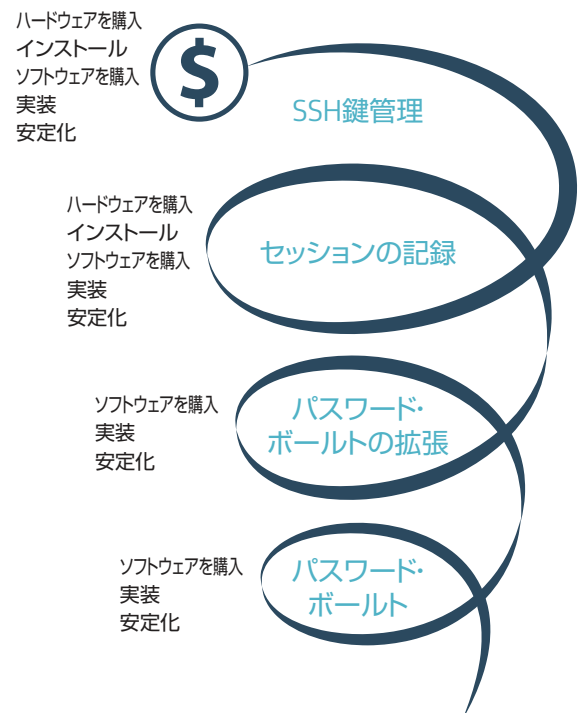 ハードウェアを購入
インストール
ソフトウェアを購入
実装
安定化
$
SSH鍵管理
ハードウェアを購入
インストール
ソフトウェアを購入
実装
安定化
セッションの記録
ソフトウェアを購入
実装
安定化
パスワード・
ボールトの拡張
ソフトウェアを購入
実装
安定化
パスワード・
ボールト